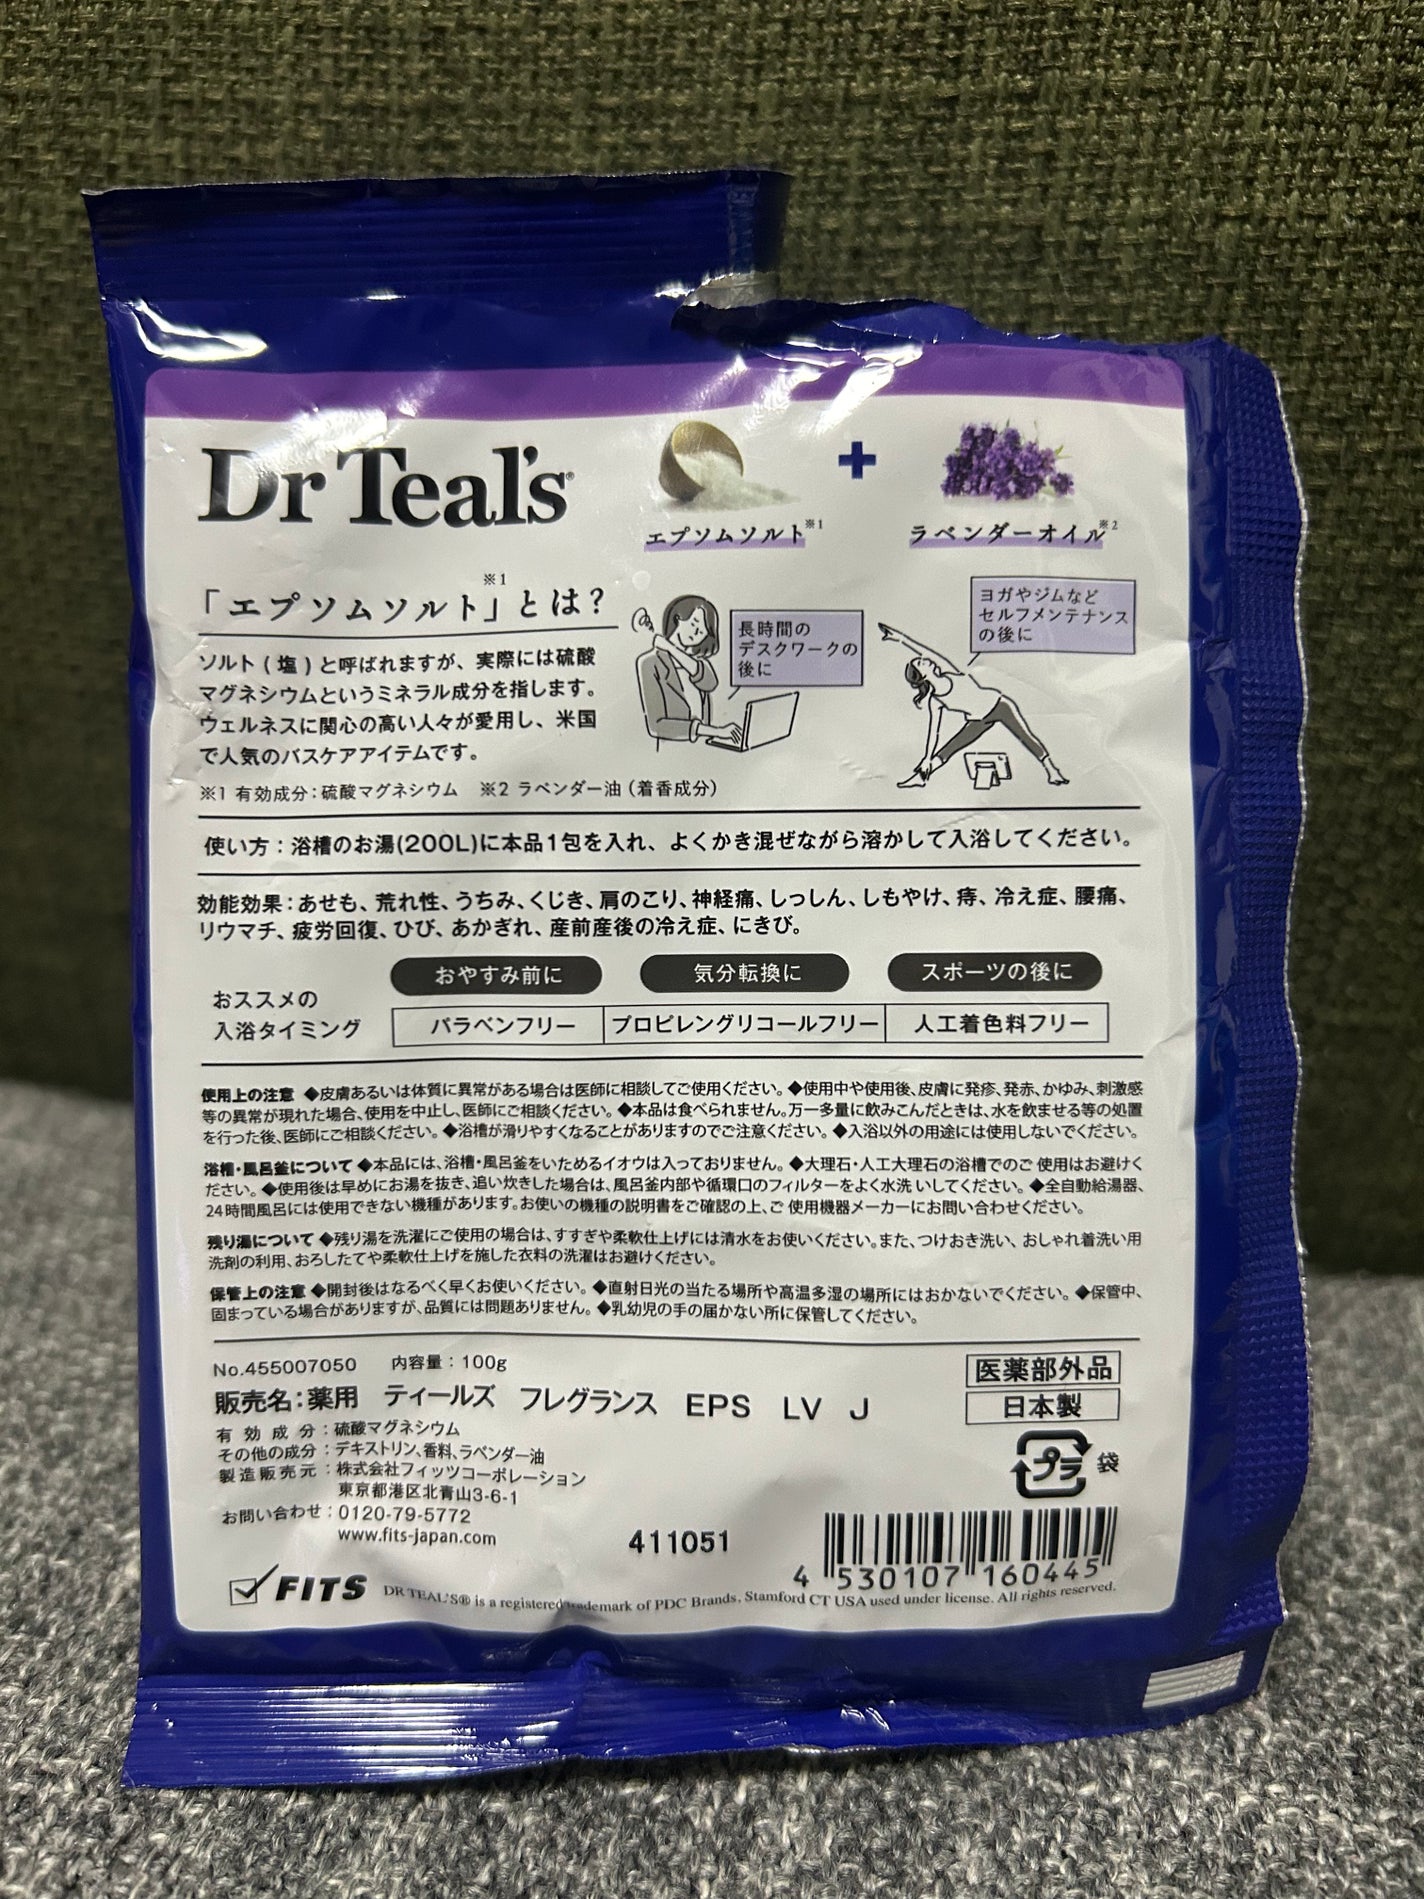 Dr Teal's®
エプソムソルト※1
+
ラベンダーオイル※2
「エプソムソルト」※1とは?
ソルト(塩)と呼ばれますが、実際には硫酸
マグネシウムというミネラル成分を指します。
ウェルネスに関心の高い人々が愛用し、米国
で人気のバスケアアイテムです。
長時間の
デスクワークの
後に
ヨガやジムなど
セルフメンテナンス
の後に
※1 有効成分:硫酸マグネシウム ※2 ラベンダー油(着香成分)
使い方:浴槽のお湯(200L)に本品1包を入れ、よくかき混ぜながら溶かして入浴してください。
効能効果:あせも、荒れ性、うちみ、くじき、肩のこり、神経痛、しっしん、しもやけ、痔、冷え症、腰痛、
リウマチ、疲労回復、ひび、あかぎれ、産前産後の冷え症、にきび。
おススメの
入浴タイミング
おやすみ前に 気分転換に スポーツの後に
パラベンフリー プロピレングリコールフリー 人工着色料フリー
使用上の注意 ◆皮膚あるいは体質に異常がある場合は医師に相談してご使用ください。◆使用中や使用後、皮膚に発疹、発赤、かゆみ、刺激感
等の異常が現れた場合、使用を中止し、医師にご相談ください。◆本品は食べられません。万一多量に飲みこんだときは、水を飲ませる等の処置
を行った後、医師にご相談ください。◆浴槽が滑りやすくなることがありますのでご注意ください。◆入浴以外の用途には使用しないでください。
浴槽・風呂釜について ◆本品には、浴槽・風呂釜をいためるイオウは入っておりません。◆大理石・人工大理石の浴槽でのご使用はお避けく
ださい。◆使用後は早めにお湯を抜き、追い炊きした場合は、風呂釜内部や循環口のフィルターをよく水洗いしてください。◆全自動給湯器、
24時間風呂には使用できない機種があります。お使いの機種の説明書をご確認の上、ご使用機器メーカーにお問い合わせください。
残り湯について ◆残り湯を洗濯にご使用の場合は、すすぎや柔軟仕上げには清水をお使いください。また、つけおき洗い、おしゃれ着洗い用
洗剤の利用、おろしたてや柔軟仕上げを施した衣料の洗濯はお避けください。
保管上の注意 ◆開封後はなるべく早くお使いください。◆直射日光の当たる場所や高温多湿の場所にはおかないでください。◆保管中、
固まっている場合がありますが、品質には問題ありません。◆乳幼児の手の届かない所に保管してください。
No.455007050 内容量:100g
医薬部外品
販売名:薬用 ティールズ フレグランス EPS LV J
日本製
有効成分:硫酸マグネシウム
その他の成分:デキストリン、香料、ラベンダー油
製造販売元:株式会社フィッツコーポレーション
東京都港区北青山3-6-1
プラ 袋
お問い合わせ:0120-79-5772
www.fits-japan.com
411051
4 530107 160445
FITS
DR TEAL'S® is a registered trademark of PDC Brands, Stamford CT USA used under license. All rights reserved.